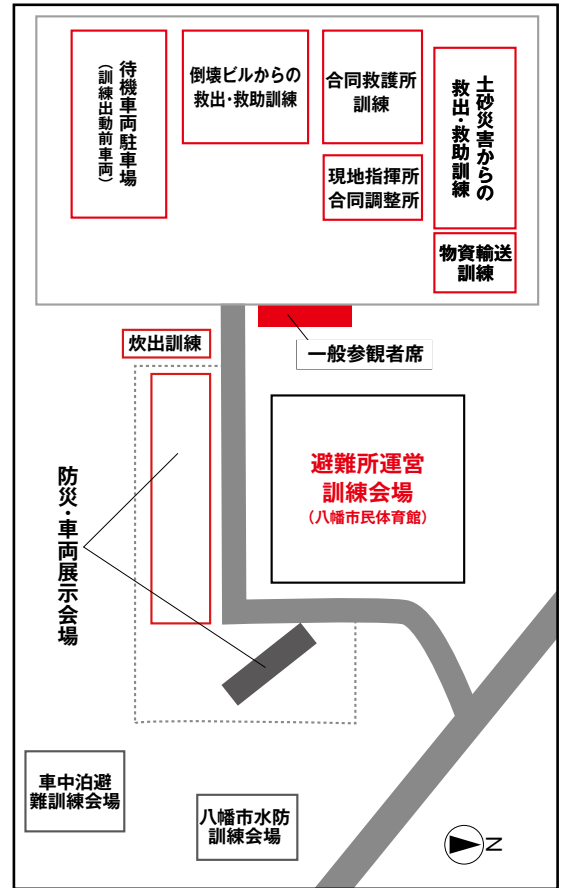 待機車両駐車場
（訓練出動前車両）
倒壊ビルからの
救出・救助訓練
合同救護所
訓練
土砂災害からの
救出・救助訓練
現地指揮所
合同調整所
物資輸送
訓練
炊出訓練
一般参観者席
避難所運営
訓練会場
（八幡市民体育館）
防災・車両展示会場
車中泊避
難訓練会場
八幡市水防
訓練会場
N